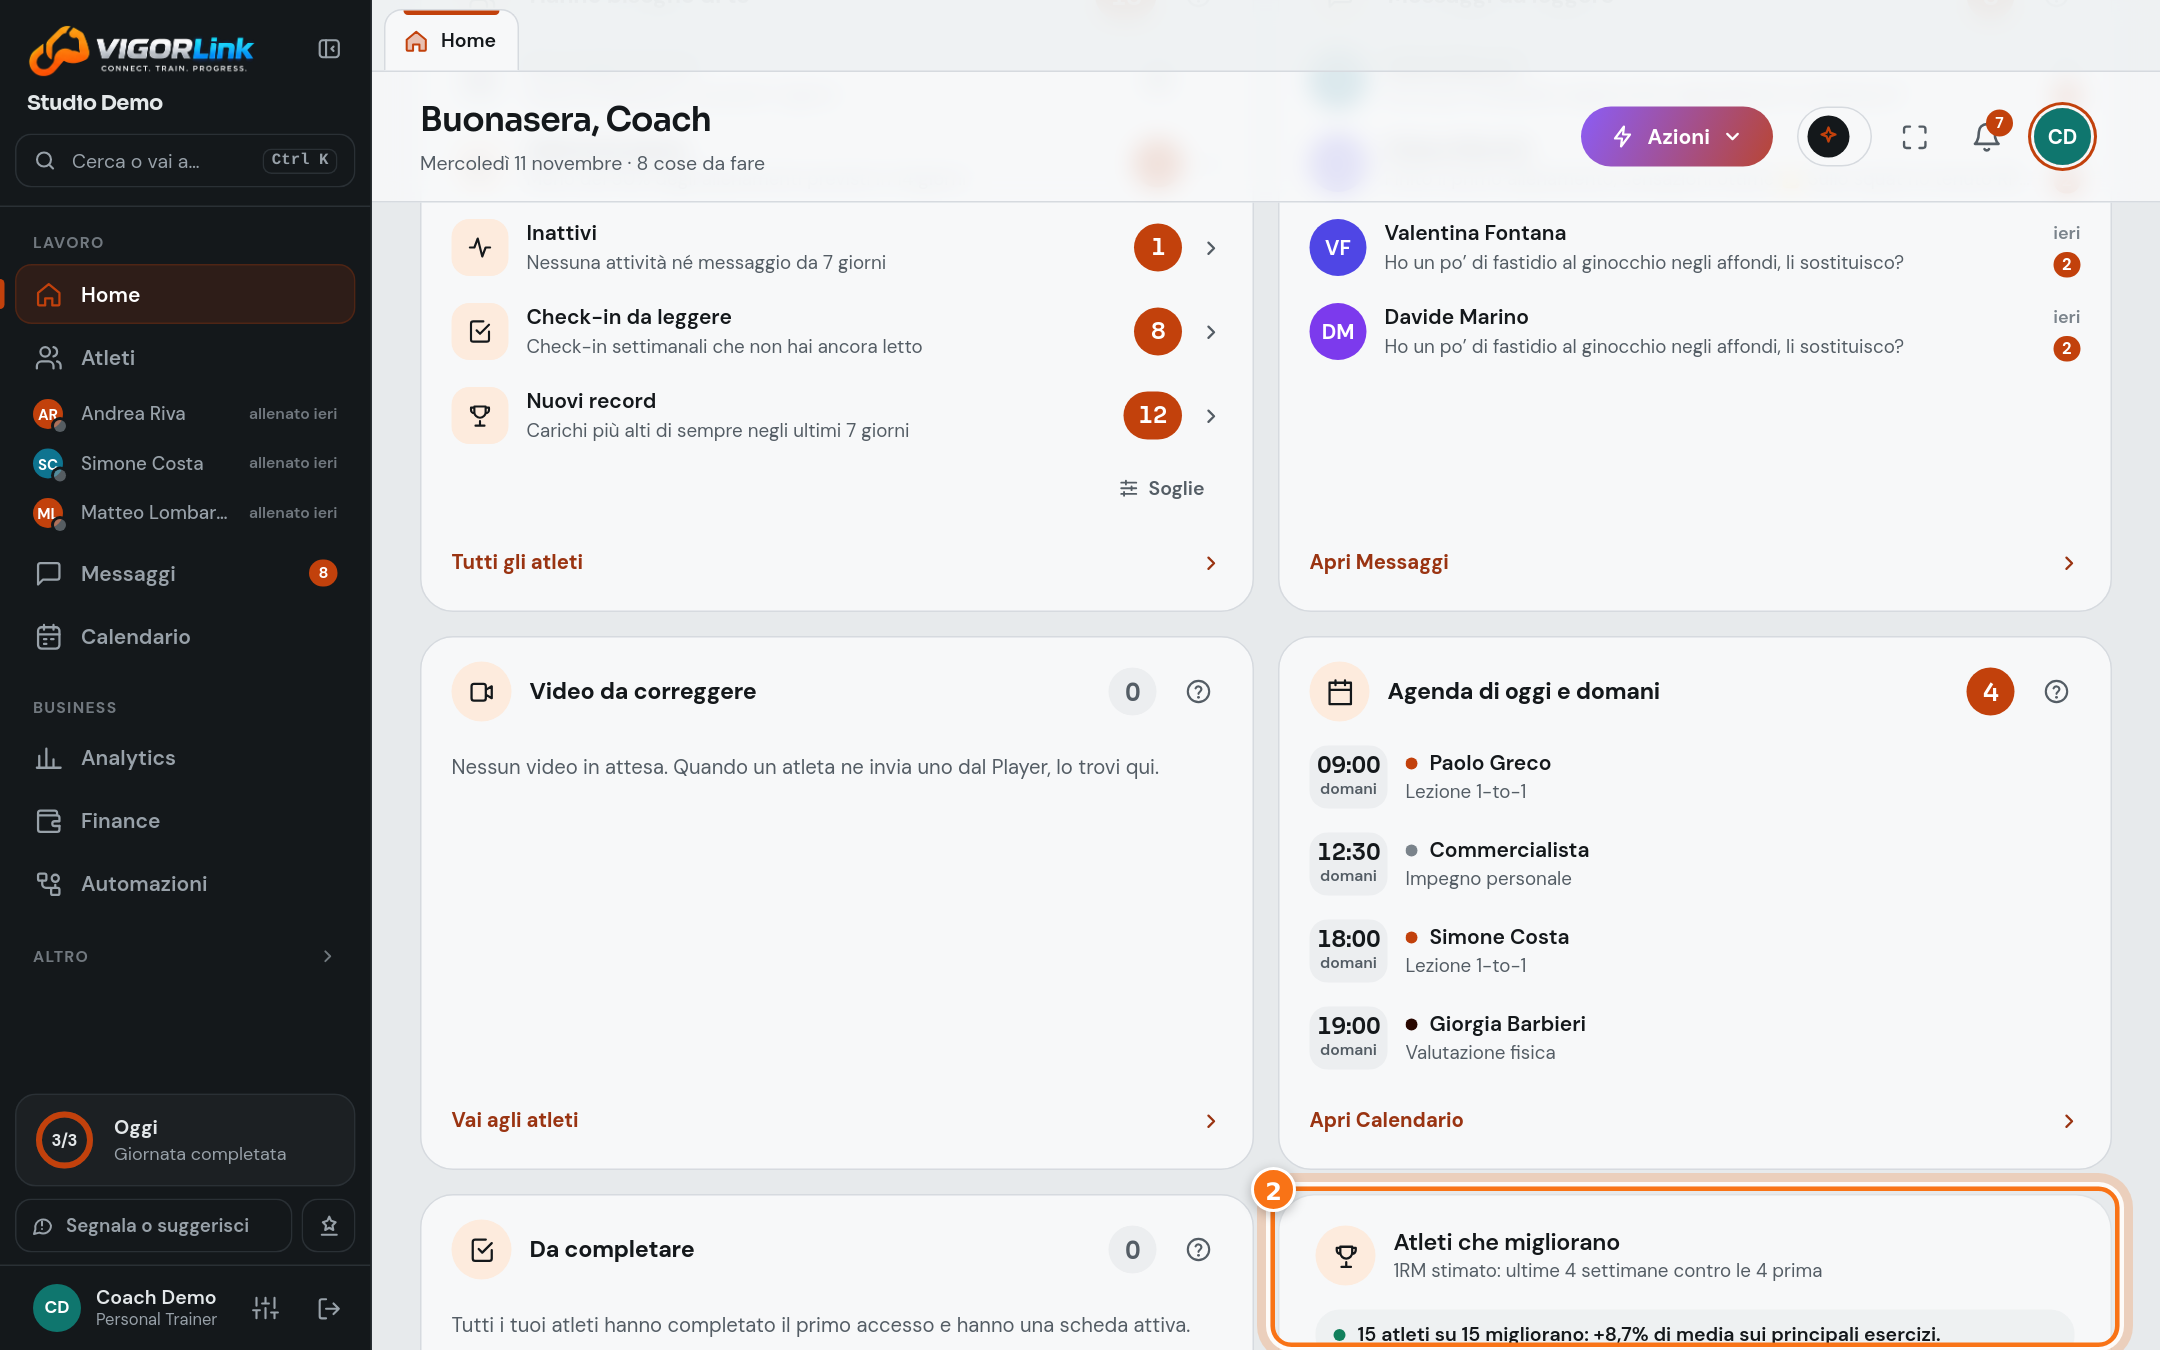 VIGORLink
CONNECT. TRAIN. PROGRESS.
Studio Demo
Cerca o vai a...
Ctrl K
LAVORO
Home
Atleti
AR
Andrea Riva
allenato ieri
SC
Simone Costa
allenato ieri
ML
Matteo Lombar...
allenato ieri
Messaggi
8
Calendario
BUSINESS
Analytics
Finance
Automazioni
ALTRO
3/3
Oggi
Giornata completata
Segnala o suggerisci
CD
Coach Demo
Personal Trainer
Home
Buonasera, Coach
Mercoledì 11 novembre · 8 cose da fare
Azioni
7
CD
Inattivi
Nessuna attività né messaggio da 7 giorni
1
Check-in da leggere
Check-in settimanali che non hai ancora letto
8
Nuovi record
Carichi più alti di sempre negli ultimi 7 giorni
12
Soglie
Tutti gli atleti
VF
Valentina Fontana
ieri
Ho un po' di fastidio al ginocchio negli affondi, li sostituisco?
2
DM
Davide Marino
ieri
Ho un po' di fastidio al ginocchio negli affondi, li sostituisco?
2
Apri Messaggi
Video da correggere
0
Nessun video in attesa. Quando un atleta ne invia uno dal Player, lo trovi qui.
Vai agli atleti
Agenda di oggi e domani
4
09:00
domani
Paolo Greco
Lezione 1-to-1
12:30
domani
Commercialista
Impegno personale
18:00
domani
Simone Costa
Lezione 1-to-1
19:00
domani
Giorgia Barbieri
Valutazione fisica
Apri Calendario
Da completare
0
Tutti i tuoi atleti hanno completato il primo accesso e hanno una scheda attiva.
2
Atleti che migliorano
1RM stimato: ultime 4 settimane contro le 4 prima
15 atleti su 15 migliorano: +8,7% di media sui principali esercizi.